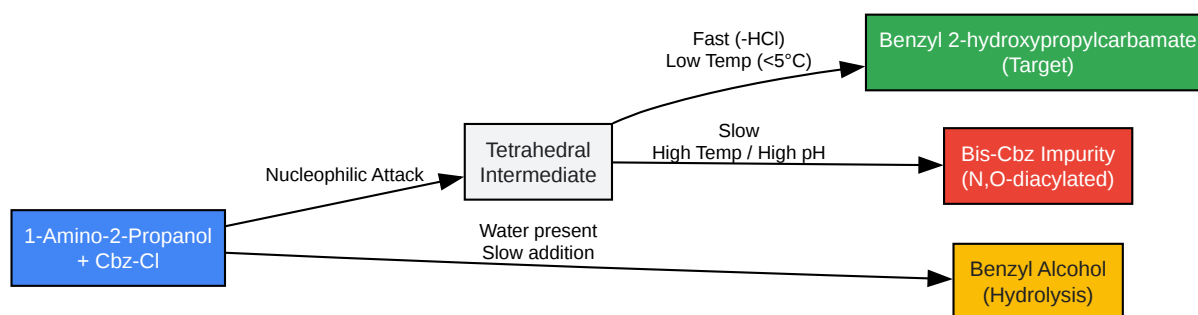 Fast (-HCl)
Low Temp (<5°C)
Benzyl 2-hydroxypropylcarbamate
(Target)
Slow
High Temp / High pH
Tetrahedral
Intermediate
Bis-Cbz Impurity
(N,O-diacylated)
Nucleophilic Attack
1-Amino-2-Propanol
+ Cbz-Cl
Water present
Slow addition
Benzyl Alcohol
(Hydrolysis)